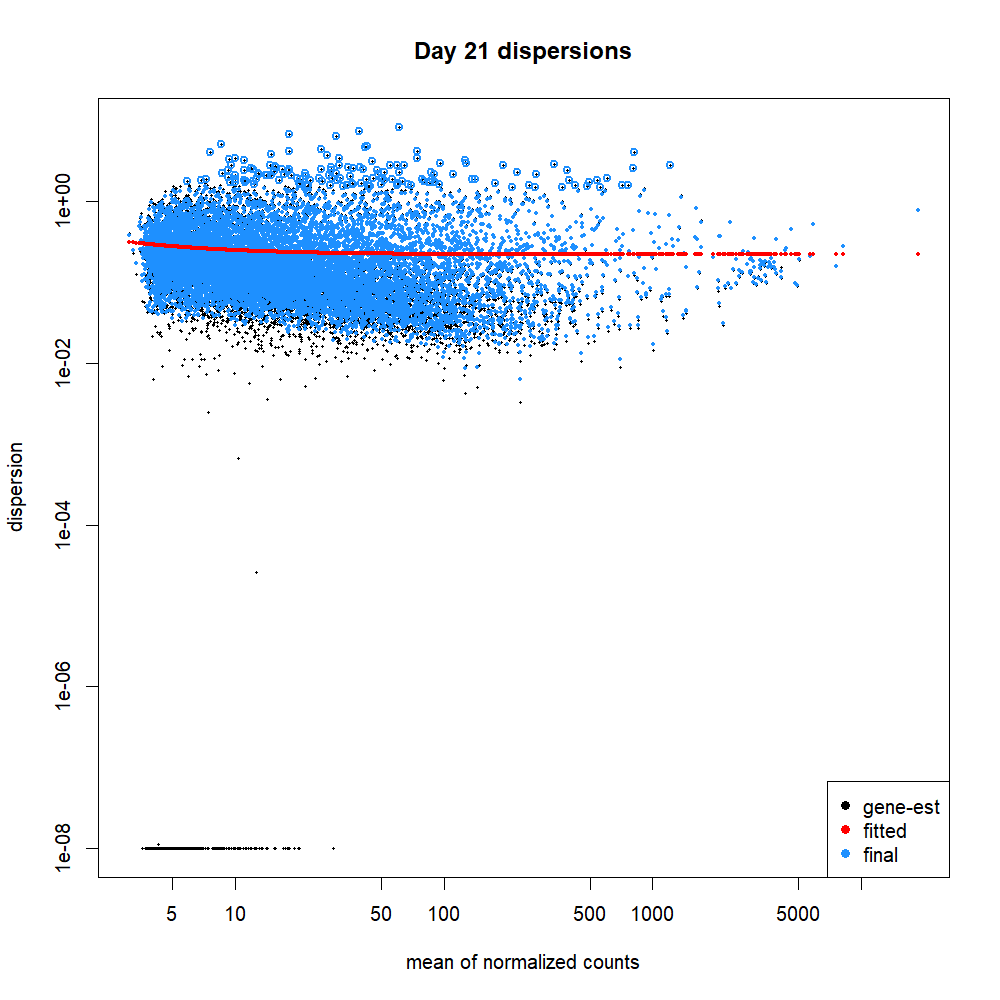 Day 21 dispersions
dispersion
1e+00
1e-02
1e-04
1e-06
1e-08
gene-est
fitted
final
5 10 50 100 500 1000 5000
mean of normalized counts